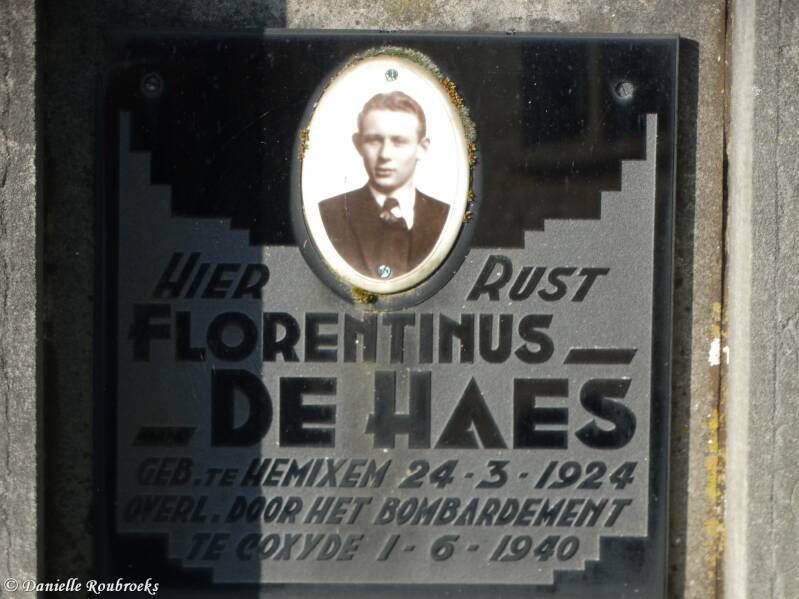 HIER RUST
FLORENTINUS
DE HAES
GEB. TE HEMIXEM 24-3-1924
OVERL. DOOR HET BOMBARDEMENT
TE COXYDE 1-6-1940
© Danielle Roubroeks